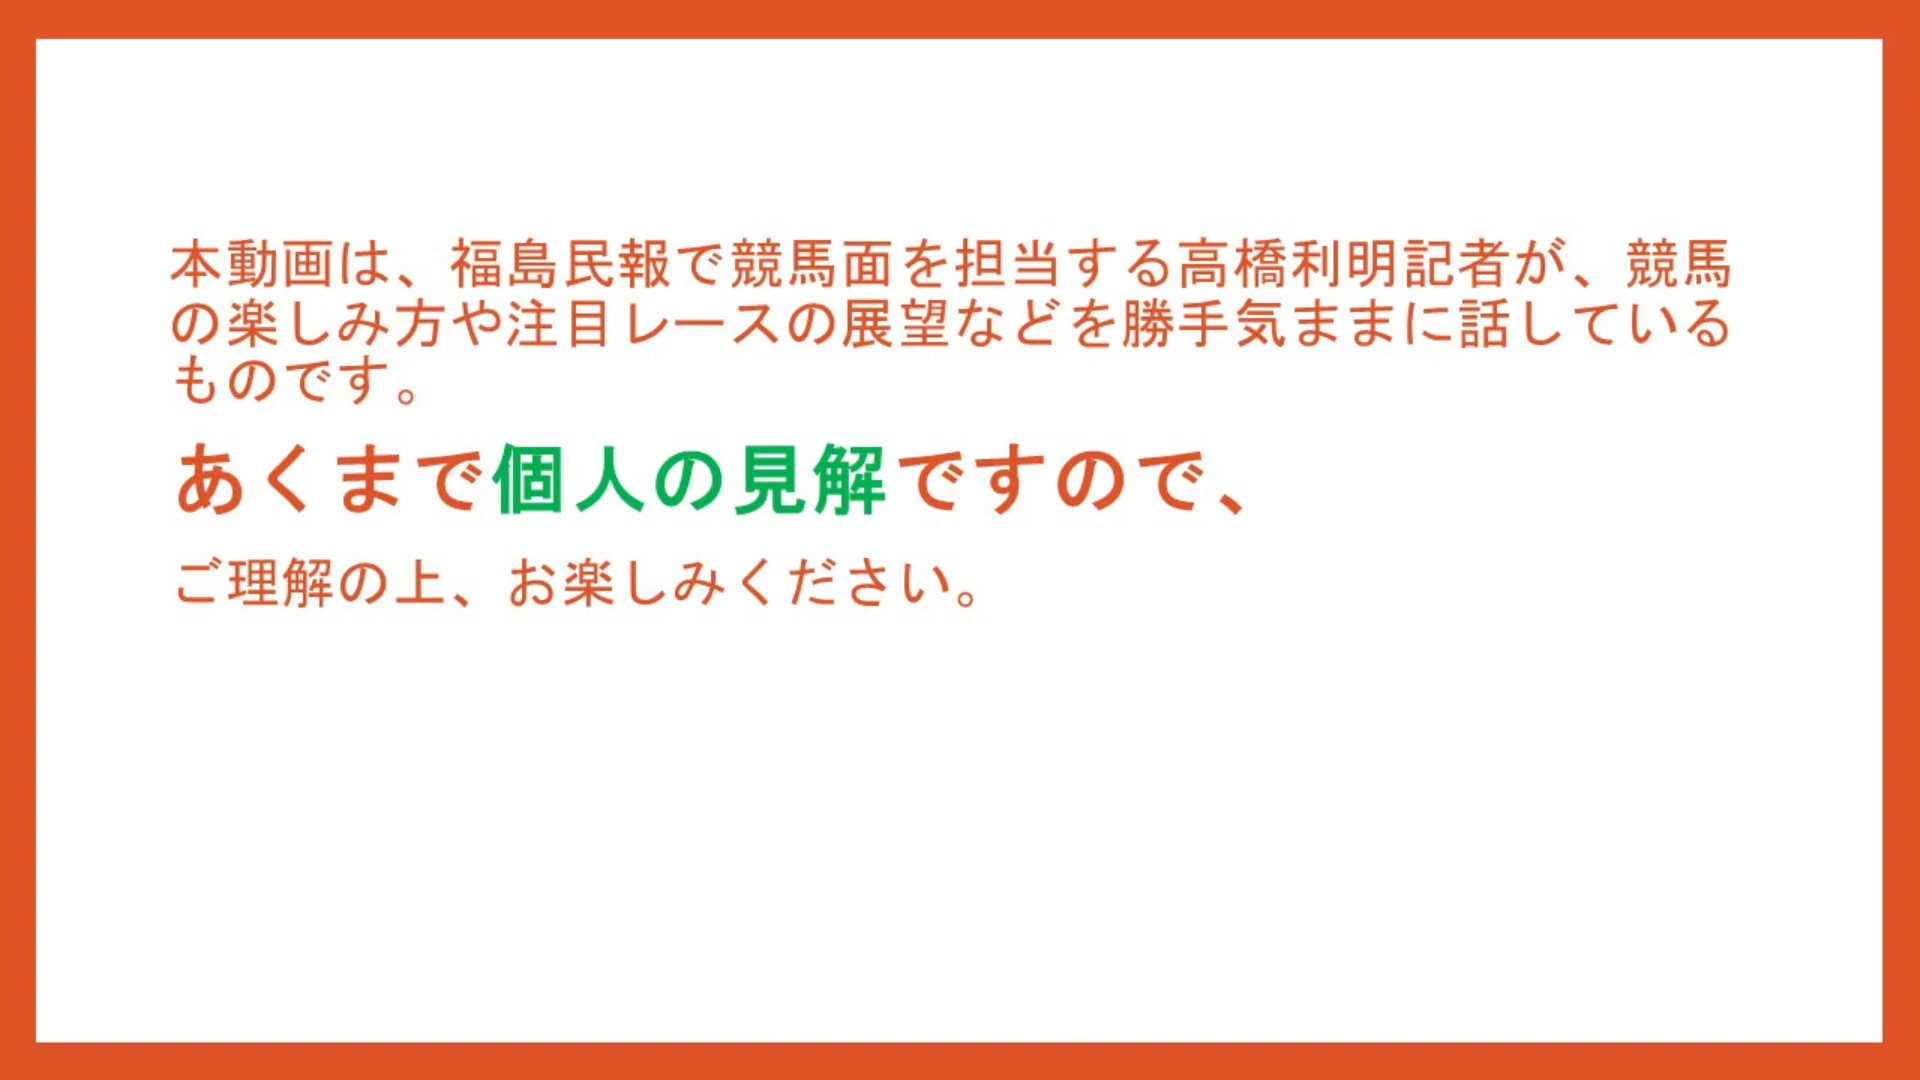 本動画は、福島民報で競馬面を担当する高橋利明記者が、競馬
の楽しみ方や注目レースの展望などを勝手気ままに話している
ものです。
あくまで個人の見解ですので、
ご理解の上、お楽しみください。